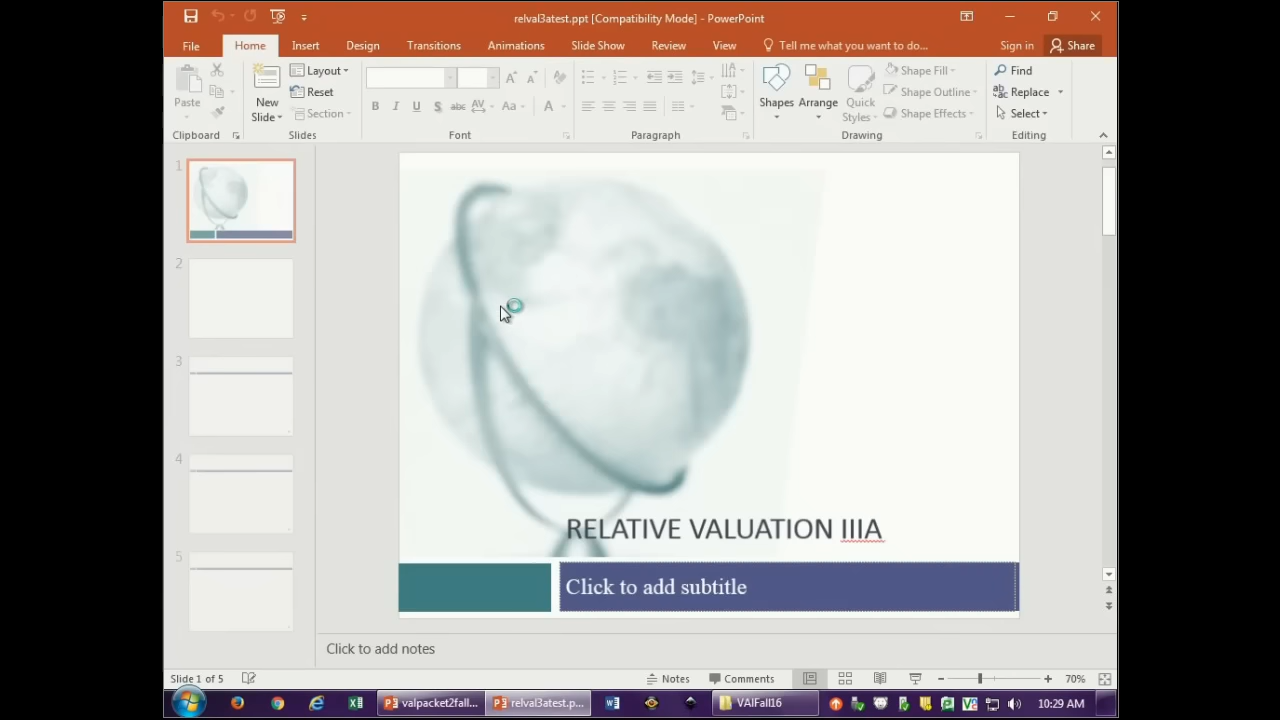 relval3atest.ppt [Compatibility Mode] - PowerPoint
File Home Insert Design Transitions Animations Slide Show Review View Tell me what you want to do... Sign in Share
Paste
Clipboard
New Slide
Layout
Reset
Section
Slides
B I U S abc AV Aa A
Font
Paragraph
Shapes Arrange Quick Styles
Shape Fill
Shape Outline
Shape Effects
Drawing
Find
Replace
Select
Editing
1
2
3
4
5
RELATIVE VALUATION IIIA
Click to add subtitle
Click to add notes
Slide 1 of 5 Notes Comments 70%
valpacket2fall... relval3atest.p... VAlFall16 10:29 AM